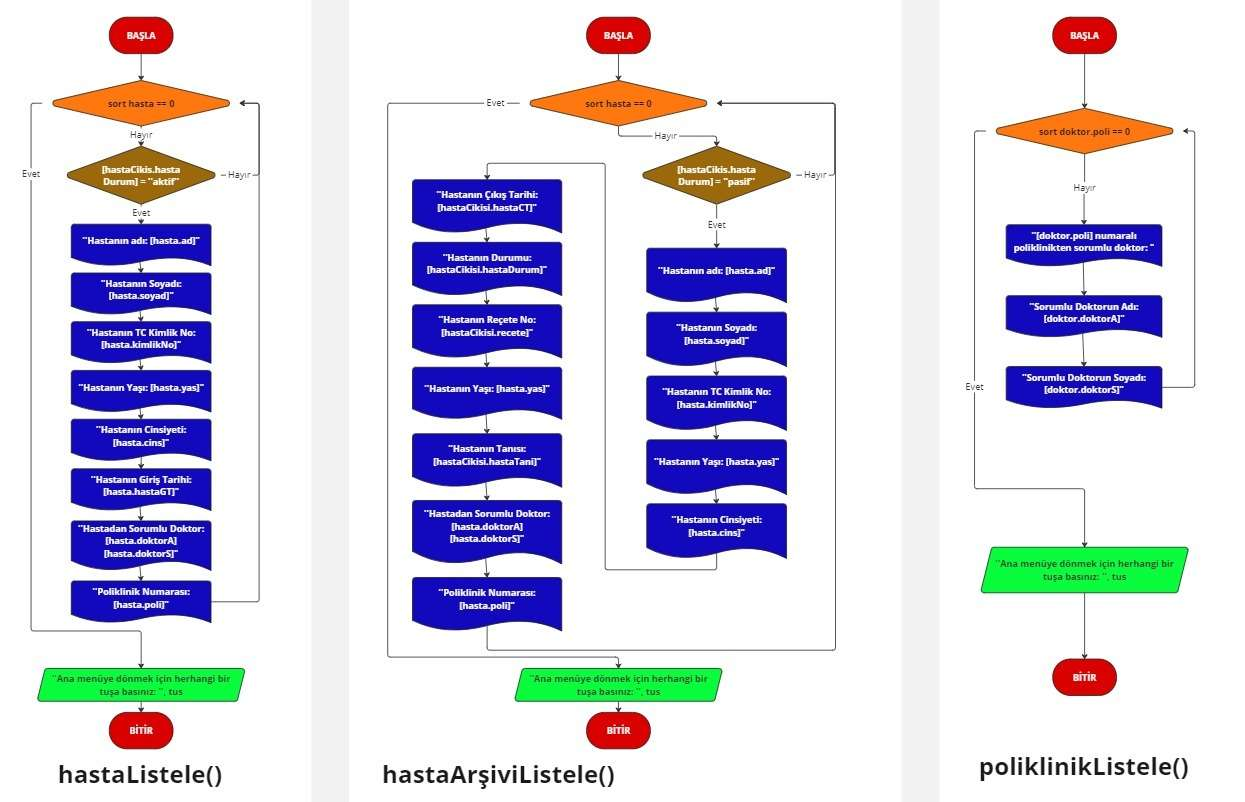 BAŞLA
sort hasta == 0
Evet
Hayır
[hastaCikis.hasta
Durum] = "aktif"
Hayır
Evet
"Hastanın adı: [hasta.ad]"
"Hastanın Soyadı:
[hasta.soyad]"
"Hastanın TC Kimlik No:
[hasta.kimlikNo]"
"Hastanın Yaşı: [hasta.yas]"
"Hastanın Cinsiyeti:
[hasta.cins]"
"Hastanın Giriş Tarihi:
[hasta.hastaGT]"
"Hastadan Sorumlu Doktor:
[hasta.doktorA]
[hasta.doktorS]"
"Poliklinik Numarası:
[hasta.poli]"
"Ana menüye dönmek için herhangi bir
tuşa basınız: ", tus
BİTİR
hastaListele()
BAŞLA
sort hasta == 0
Evet
Hayır
[hastaCikis.hasta
Durum] = "pasif"
Hayır
Evet
"Hastanın adı: [hasta.ad]"
"Hastanın Soyadı:
[hasta.soyad]"
"Hastanın TC Kimlik No:
[hasta.kimlikNo]"
"Hastanın Yaşı: [hasta.yas]"
"Hastanın Cinsiyeti:
[hasta.cins]"
"Hastanın Çıkış Tarihi:
[hastaCikisi.hastaCT]"
"Hastanın Durumu:
[hastaCikisi.hastaDurum]"
"Hastanın Reçete No:
[hastaCikisi.recete]"
"Hastanın Yaşı: [hasta.yas]"
"Hastanın Tanısı:
[hastaCikisi.hastaTani]"
"Hastadan Sorumlu Doktor:
[hasta.doktorA]
[hasta.doktorS]"
"Poliklinik Numarası:
[hasta.poli]"
"Ana menüye dönmek için herhangi bir
tuşa basınız: ", tus
BİTİR
hastaArşiviListele()
BAŞLA
sort doktor.poli == 0
Hayır
"[doktor.poli] numaralı
poliklinikten sorumlu doktor: "
"Sorumlu Doktorun Adı:
[doktor.doktorA]"
"Sorumlu Doktorun Soyadı:
[doktor.doktorS]"
Evet
"Ana menüye dönmek için herhangi bir
tuşa basınız: ", tus
BİTİR
poliklinikListele()